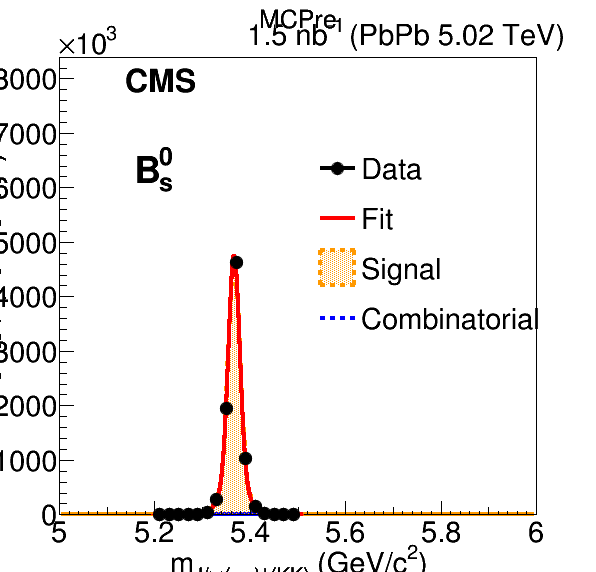 MCPre
×10³ 1.5 nb⁻¹ (PbPb 5.02 TeV)
8000
CMS
7000
B⁰ₛ
Data
6000
Fit
5000
Signal
4000
Combinatorial
3000
2000
1000
0
5 5.2 5.4 5.6 5.8 6
(GeV/c²)